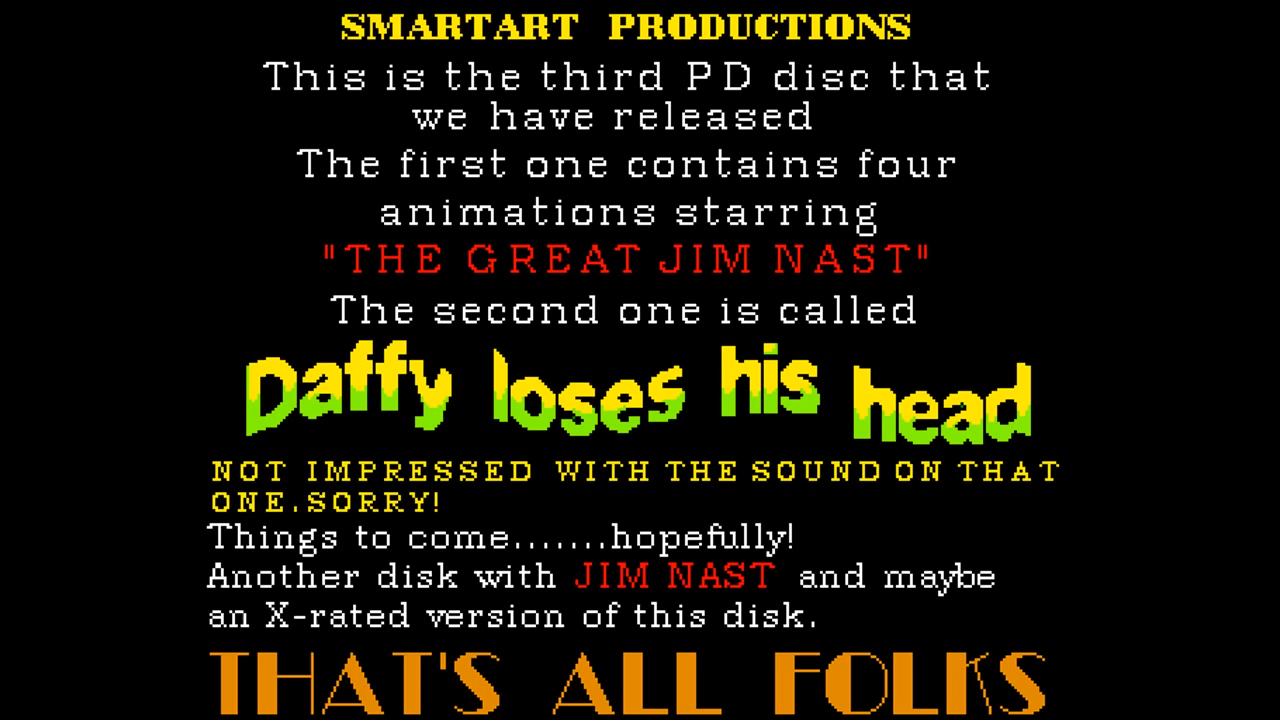 SMARTART PRODUCTIONS
This is the third PD disc that
we have released
The first one contains four
animations starring
"THE GREAT JIM NAST"
The second one is called
Daffy loses his head
NOT IMPRESSED WITH THE SOUND ON THAT
ONE.SORRY!
Things to come.......hopefully!
Another disk with JIM NAST and maybe
an X-rated version of this disk.
THAT'S ALL FOLKS